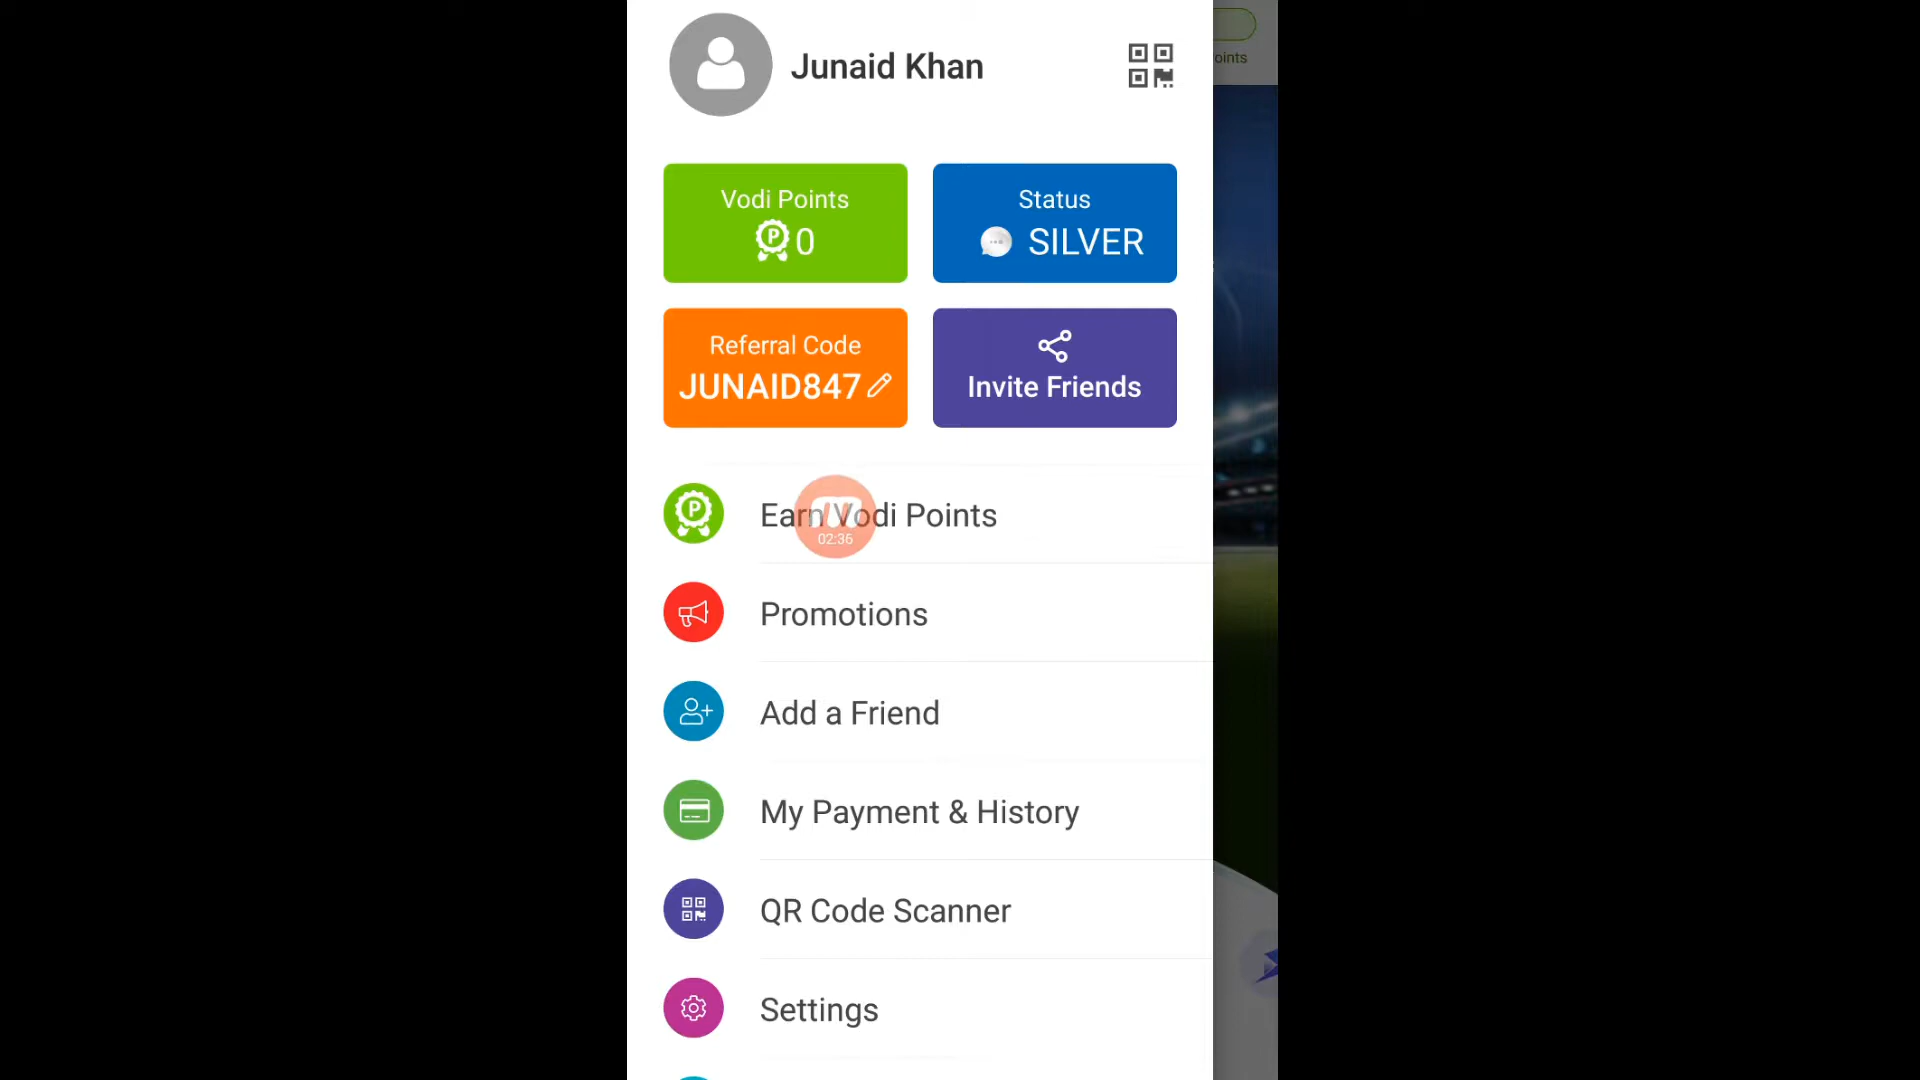 Junaid Khan
oints
Vodi Points
P 0
Status
SILVER
Referral Code
JUNAID847
Invite Friends
P
Earn Vodi Points
02:36
Promotions
Add a Friend
My Payment & History
QR Code Scanner
Settings